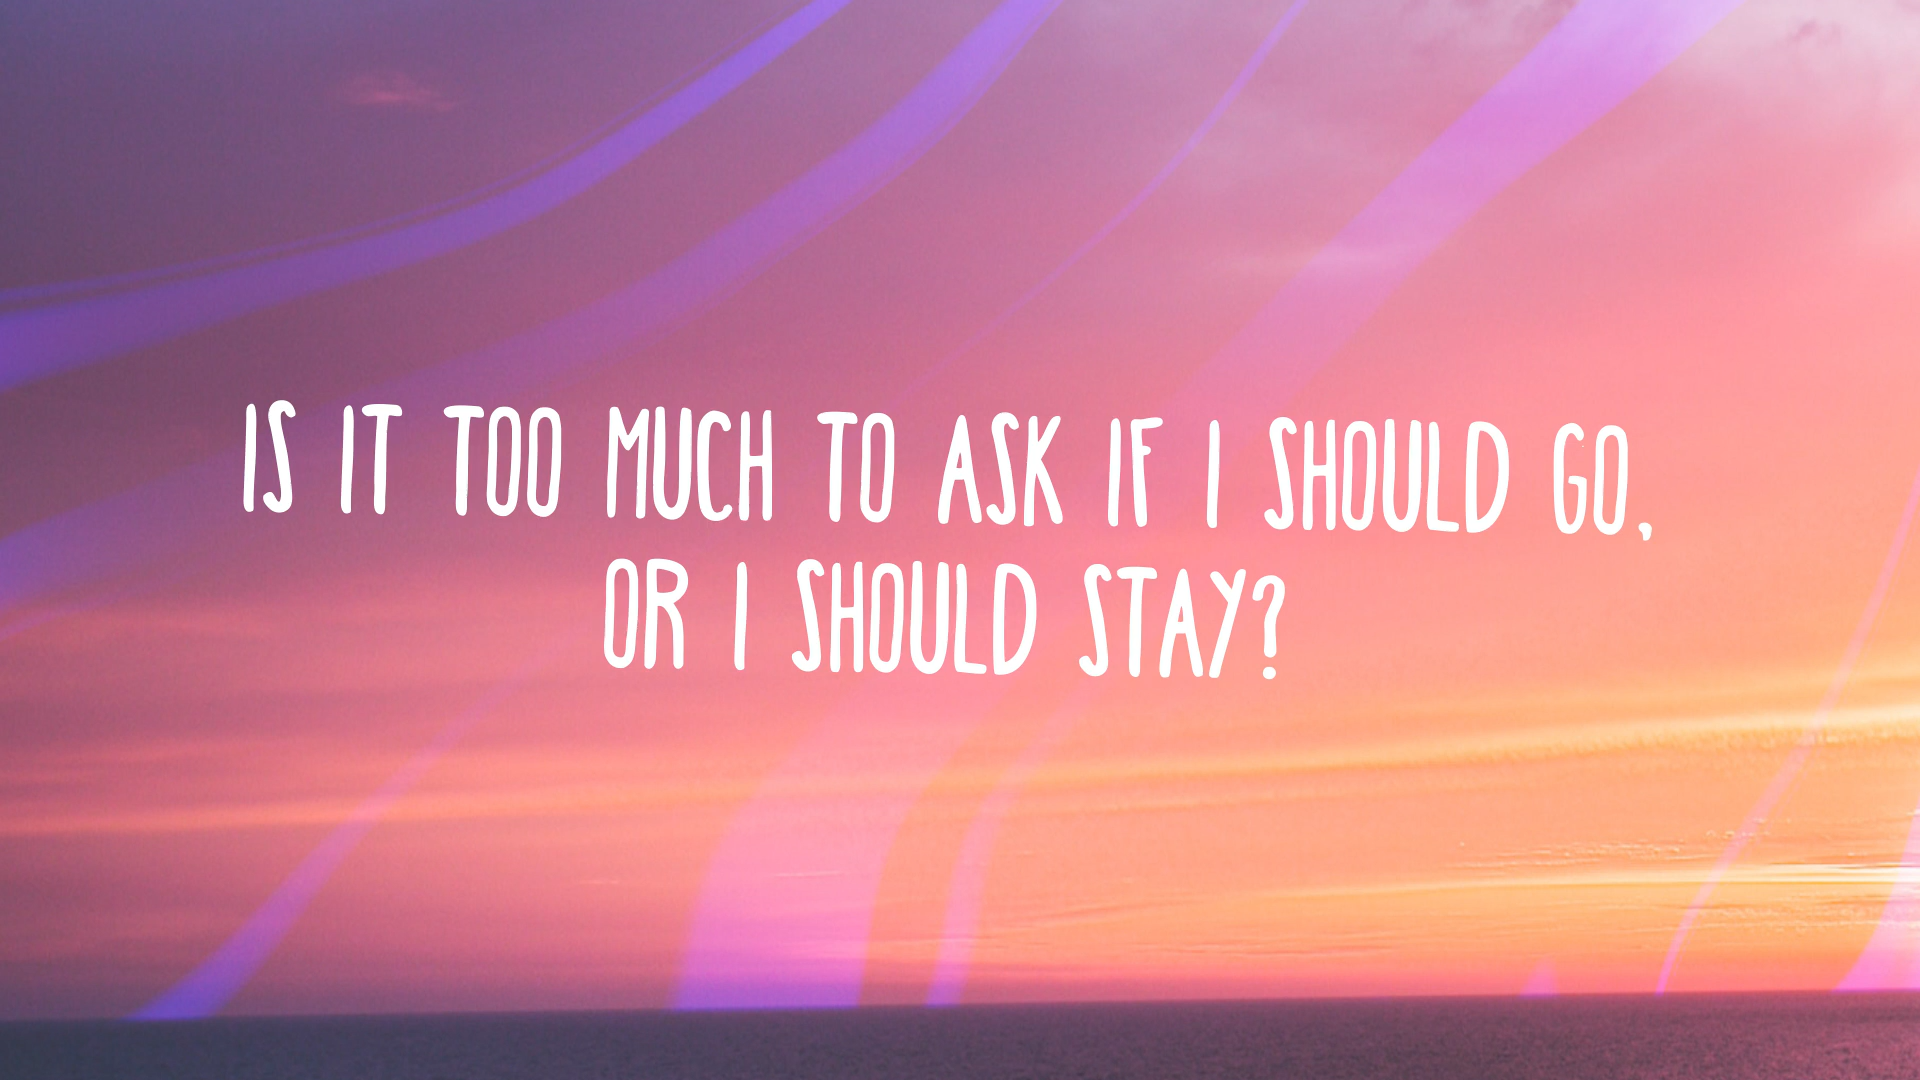 IS IT TOO MUCH TO ASK IF I SHOULD GO,
OR I SHOULD STAY?